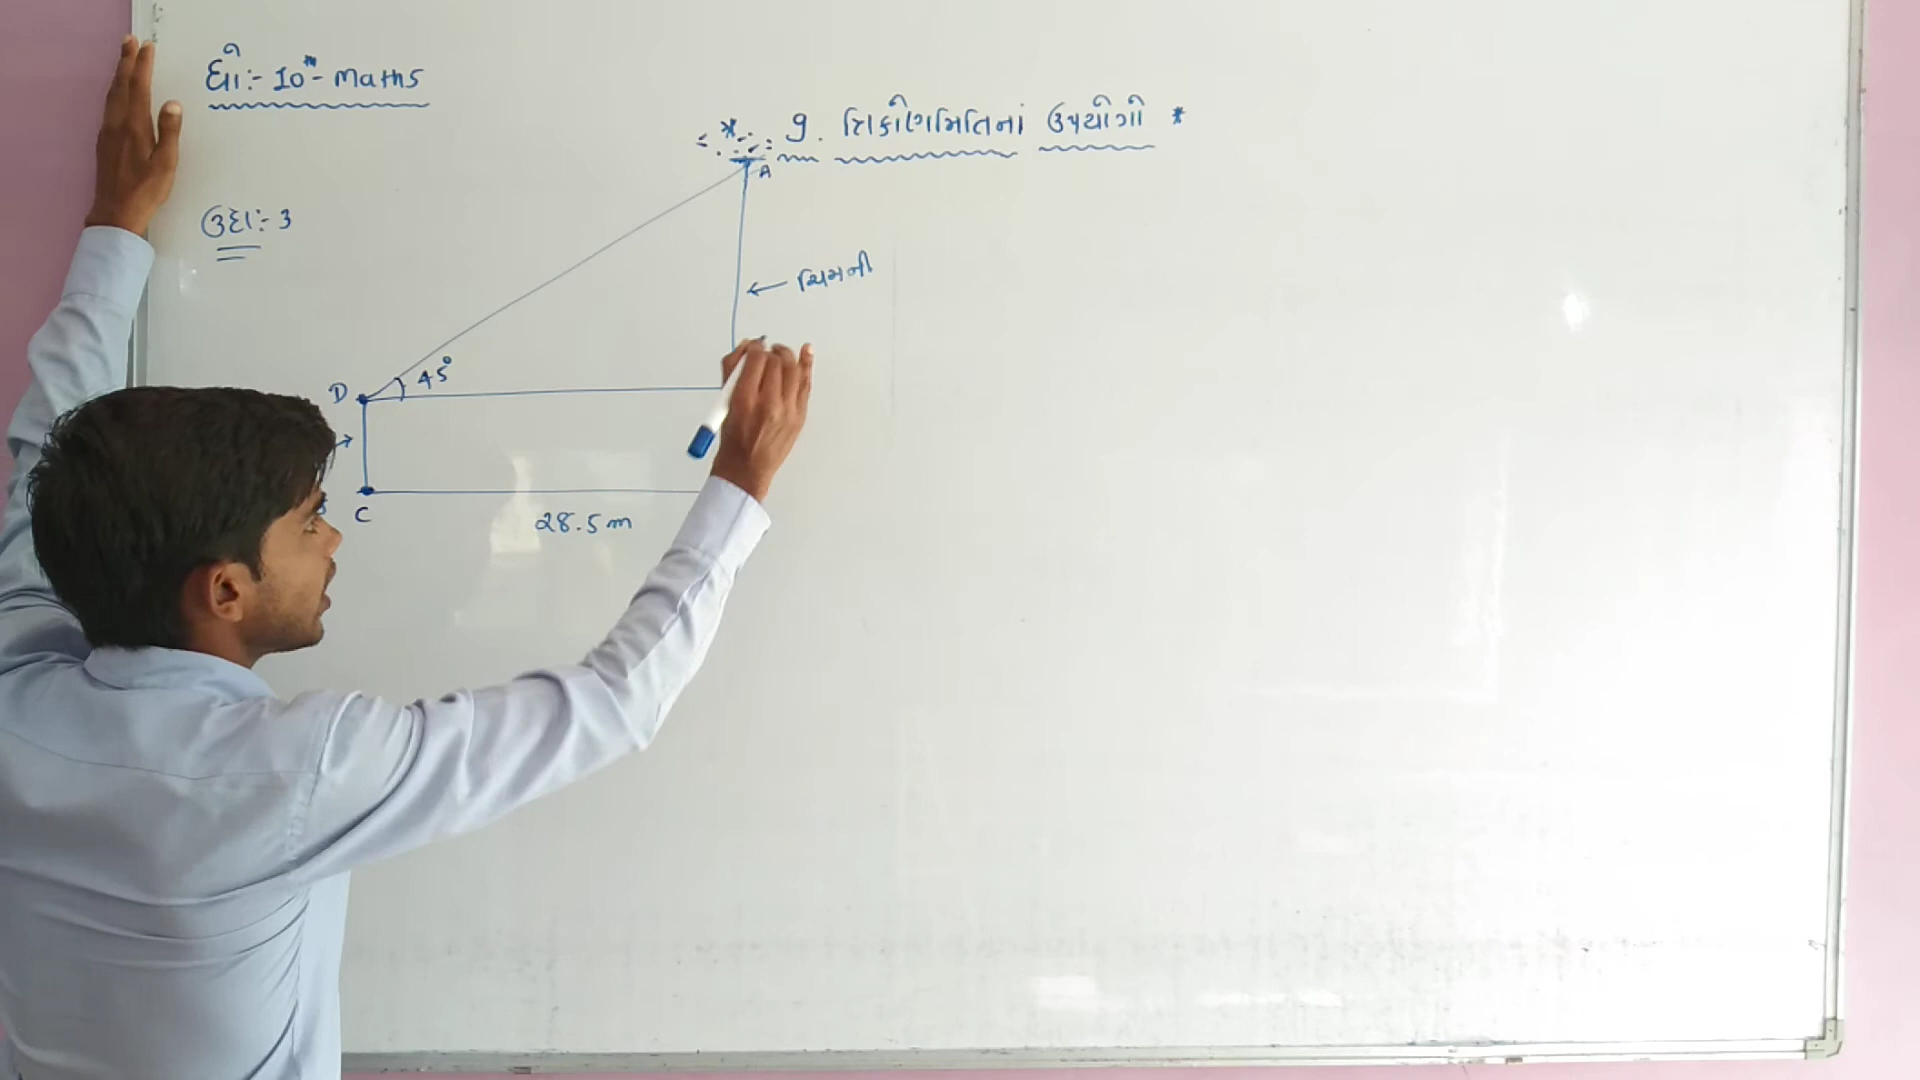 ધો:- 10th - Maths
* 9. ત્રિકોણમિતિનાં ઉપયોગો *
A
ઉદા:- 3
ચિમની
45°
D
C
28.5 m